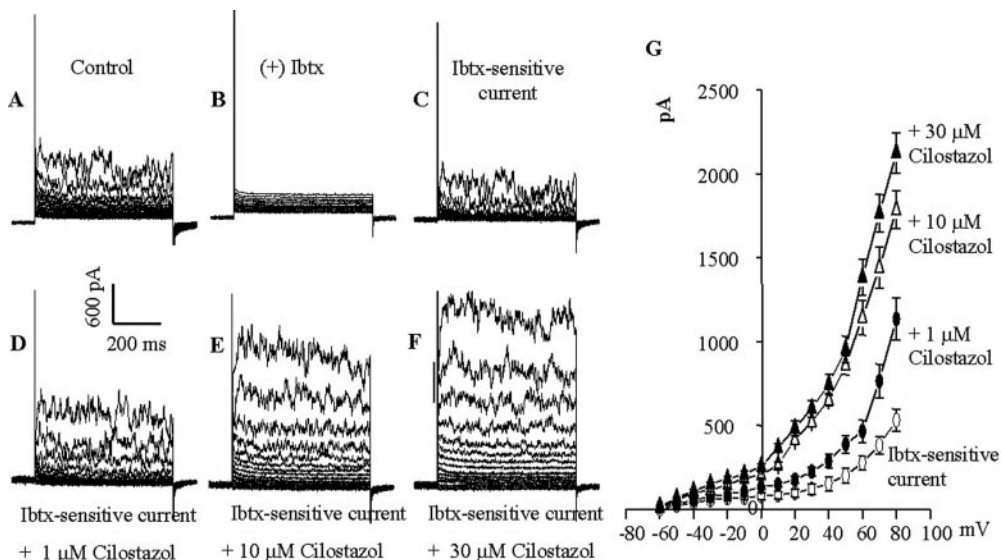 Control
(+) Ibtx
Ibtx-sensitive
current
A
B
C
600 pA
200 ms
D
E
F
Ibtx-sensitive current
+ 1 µM Cilostazol
Ibtx-sensitive current
+ 10 µM Cilostazol
Ibtx-sensitive current
+ 30 µM Cilostazol
G
pA
2500
2000
1500
1000
500
0
-80 -60 -40 -20 0 20 40 60 80 100 mV
+ 30 µM
Cilostazol
+ 10 µM
Cilostazol
+ 1 µM
Cilostazol
Ibtx-sensitive
current